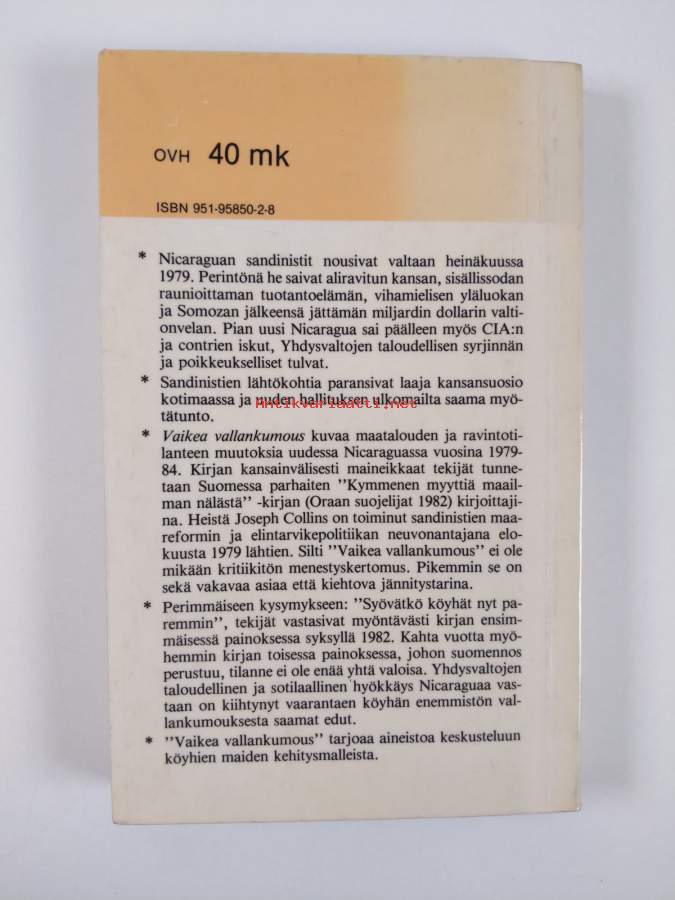 OVH 40 mk
ISBN 951-95850-2-8
* Nicaraguan sandinistit nousivat valtaan heinäkuussa
1979. Perintönä he saivat aliravitun kansan, sisällissodan
raunioittaman tuotantoelämän, vihamielisen yläluokan
ja Somozan jälkeensä jättämän miljardin dollarin valti-
onvelan. Pian uusi Nicaragua sai päälleen myös CIA:n
ja contrien iskut, Yhdysvaltojen taloudellisen syrjinnän
ja poikkeukselliset tulvat.
* Sandinistien lähtökohtia paransivat laaja kansansuosio
kotimaassa ja uuden hallituksen ulkomailta saama myö-
tätunto.
Antikvariaatti.net
* Vaikea vallankumous kuvaa maatalouden ja ravintoti-
lanteen muutoksia uudessa Nicaraguassa vuosina 1979-
84. Kirjan kansainvälisesti maineikkaat tekijät tunne-
taan Suomessa parhaiten ''Kymmenen myyttiä maail-
man nälästä'' -kirjan (Oraan suojelijat 1982) kirjoittaji-
na. Heistä Joseph Collins on toiminut sandinistien maa-
reformin ja elintarvikepolitiikan neuvonantajana elo-
kuusta 1979 lähtien. Silti ''Vaikea vallankumous'' ei ole
mikään kritiikitön menestyskertomus. Pikemmin se on
sekä vakavaa asiaa että kiehtova jännitystarina.
* Perimmäiseen kysymykseen: ''Syövätkö köyhät nyt pa-
remmin'', tekijät vastasivat myöntävästi kirjan ensim-
mäisessä painoksessa syksyllä 1982. Kahta vuotta myö-
hemmin kirjan toisessa painoksessa, johon suomennos
perustuu, tilanne ei ole enää yhtä valoisa. Yhdysvaltojen
taloudellinen ja sotilaallinen hyökkäys Nicaraguaa vas-
taan on kiihtynyt vaarantaen köyhän enemmistön val-
lankumouksesta saamat edut.
* ''Vaikea vallankumous'' tarjoaa aineistoa keskusteluun
köyhien maiden kehitysmalleista.